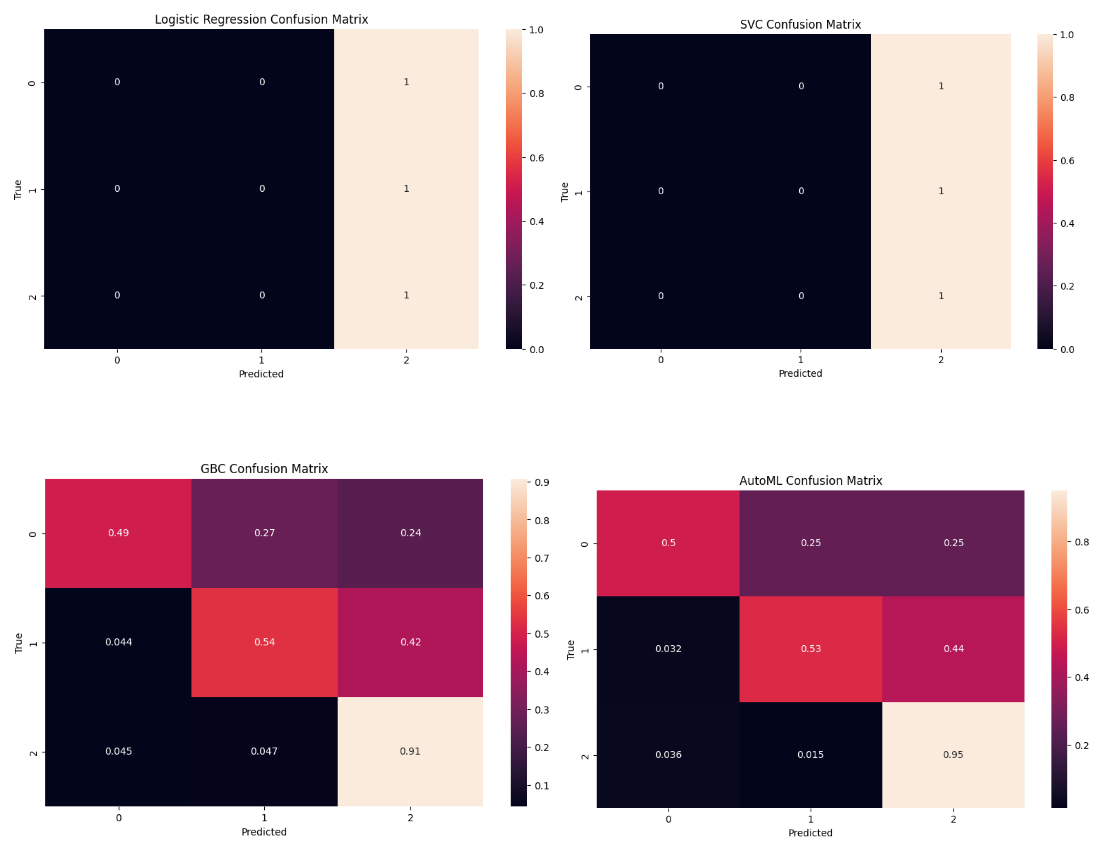 Logistic Regression Confusion Matrix
0 0 1
0 0 1
0 0 1
0
1
2
True
0 1 2
Predicted
1.0
0.8
0.6
0.4
0.2
0.0
SVC Confusion Matrix
0 0 1
0 0 1
0 0 1
0
1
2
True
0 1 2
Predicted
1.0
0.8
0.6
0.4
0.2
0.0
GBC Confusion Matrix
0.49 0.27 0.24
0.044 0.54 0.42
0.045 0.047 0.91
0
1
2
True
0 1 2
Predicted
0.9
0.8
0.7
0.6
0.5
0.4
0.3
0.2
0.1
AutoML Confusion Matrix
0.5 0.25 0.25
0.032 0.53 0.44
0.036 0.015 0.95
0
1
2
True
0 1 2
Predicted
0.8
0.6
0.4
0.2